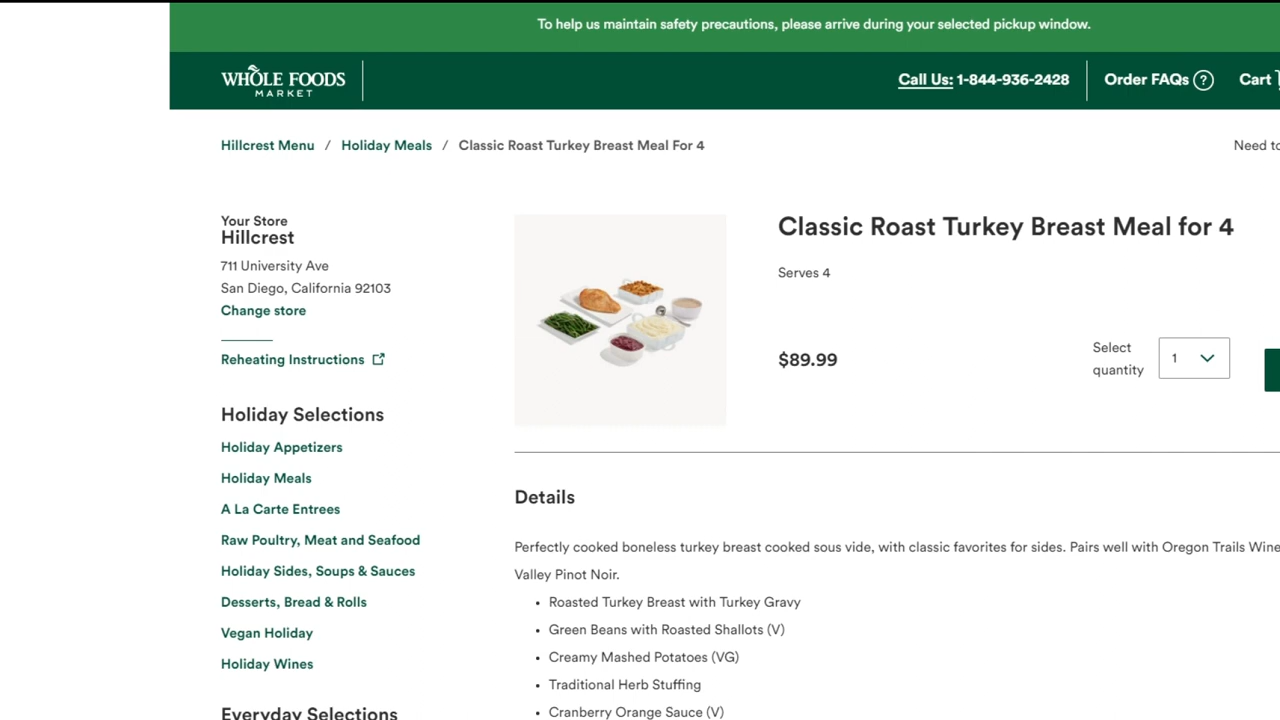 To help us maintain safety precautions, please arrive during your selected pickup window.
WHOLE FOODS
MARKET
Call Us: 1-844-936-2428
Order FAQs ?
Cart
Hillcrest Menu / Holiday Meals / Classic Roast Turkey Breast Meal For 4
Need to
Your Store
Hillcrest
711 University Ave
San Diego, California 92103
Change store
Reheating Instructions
Holiday Selections
Holiday Appetizers
Holiday Meals
A La Carte Entrees
Raw Poultry, Meat and Seafood
Holiday Sides, Soups & Sauces
Desserts, Bread & Rolls
Vegan Holiday
Holiday Wines
Everyday Selections
Classic Roast Turkey Breast Meal for 4
Serves 4
$89.99
Select
quantity
1
Details
Perfectly cooked boneless turkey breast cooked sous vide, with classic favorites for sides. Pairs well with Oregon Trails Wine
Valley Pinot Noir.
• Roasted Turkey Breast with Turkey Gravy
• Green Beans with Roasted Shallots (V)
• Creamy Mashed Potatoes (VG)
• Traditional Herb Stuffing
• Cranberry Orange Sauce (V)